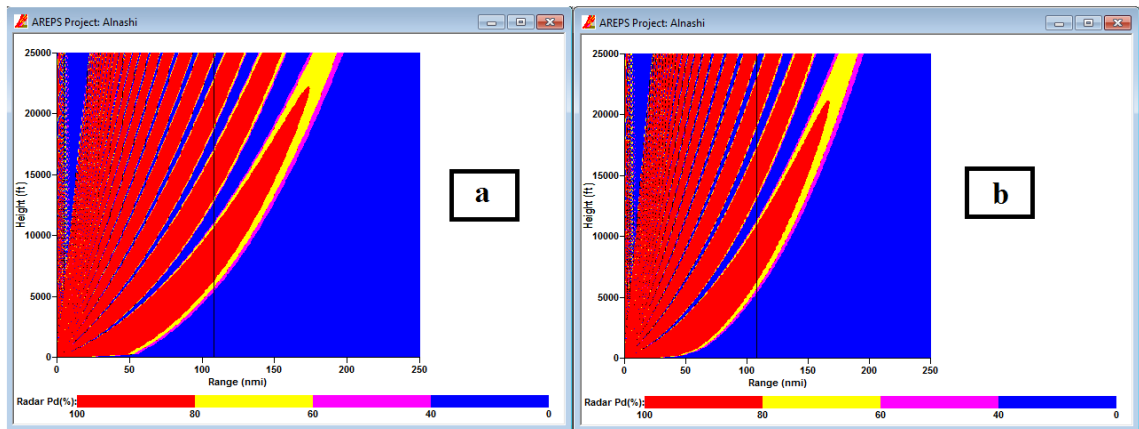 AREPS Project: Alnashi
25000
20000
15000
10000
5000
0
Height (ft)
0 50 100 150 200 250
Range (nmi)
Radar Pd(%):
100 80 60 40 0
a
AREPS Project: Alnashi
25000
20000
15000
10000
5000
0
Height (ft)
0 50 100 150 200 250
Range (nmi)
Radar Pd(%):
100 80 60 40 0
b